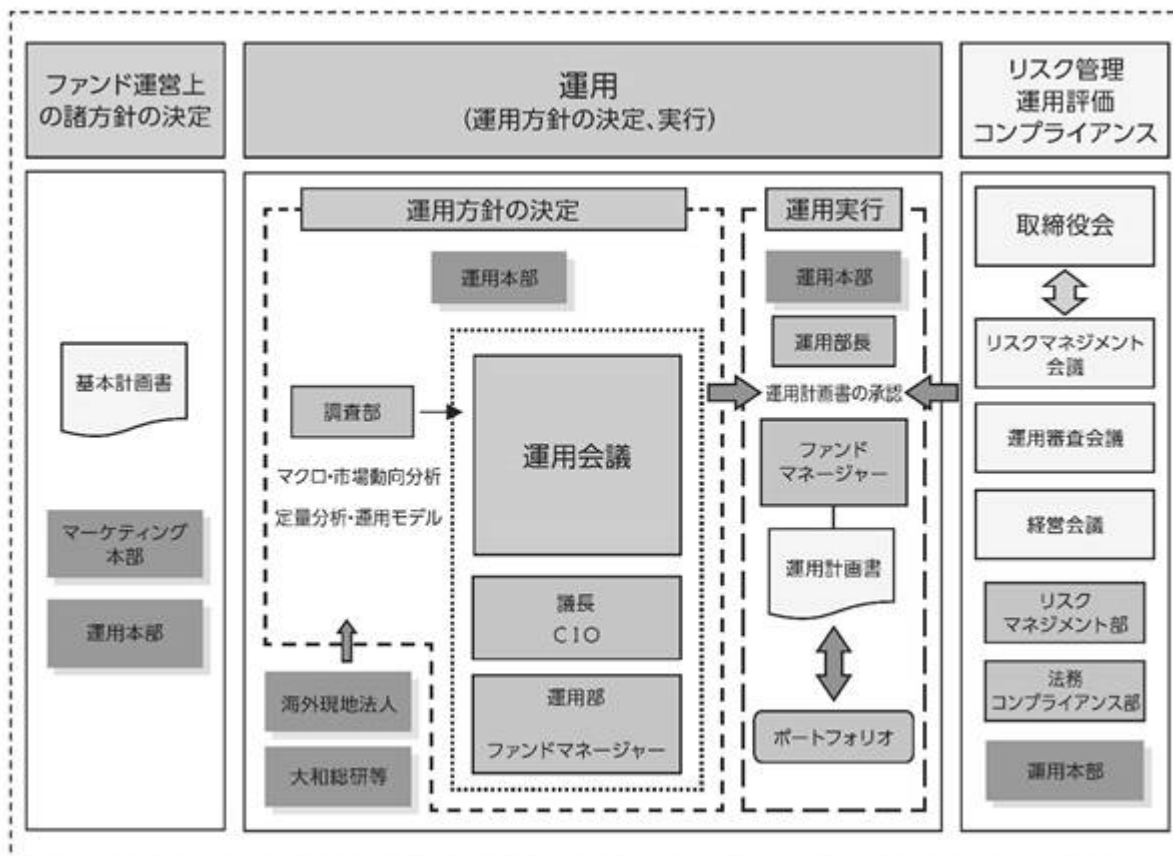 ファンド運営上
の諸方針の決定
運用
(運用方針の決定、実行)
リスク管理
運用評価
コンプライアンス
基本計画書
マーケティング
本部
運用本部
運用方針の決定
運用本部
調査部
マクロ・市場動向分析
定量分析・運用モデル
運用会議
議長
CIO
運用部
ファンドマネージャー
海外現地法人
大和総研等
運用実行
運用本部
運用部長
運用計画書の承認
ファンド
マネージャー
運用計画書
ポートフォリオ
取締役会
リスクマネジメント
会議
運用審査会議
経営会議
リスク
マネジメント部
法務
コンプライアンス部
運用本部